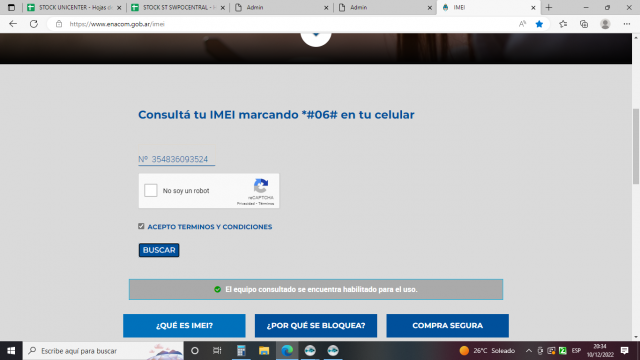 STOCK UNICENTER - Hojas de
STOCK ST SWPOCENTRAL -
Admin
Admin
IMEI
https://www.enacom.gob.ar/imei
Consultá tu IMEI marcando *#06# en tu celular
Nº 354836093524
No soy un robot
reCAPTCHA
Privacidad - Términos
ACEPTO TERMINOS Y CONDICIONES
BUSCAR
El equipo consultado se encuentra habilitado para el uso.
¿QUÉ ES IMEI?
¿POR QUÉ SE BLOQUEA?
COMPRA SEGURA
Escribe aquí para buscar
26°C Soleado
ESP
20:34
10/12/2022